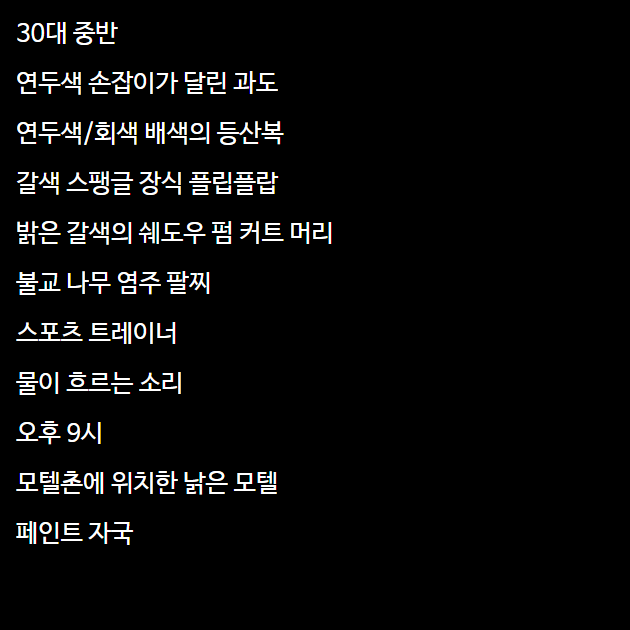 30대 중반
연두색 손잡이가 달린 과도
연두색/회색 배색의 등산복
갈색 스팽글 장식 플립플랍
밝은 갈색의 쉐도우 펌 커트 머리
불교 나무 염주 팔찌
스포츠 트레이너
물이 흐르는 소리
오후 9시
모텔촌에 위치한 낡은 모텔
페인트 자국